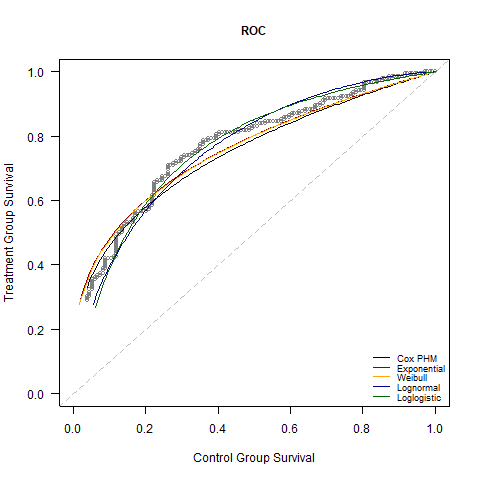 ROC
Treatment Group Survival
1.0
0.8
0.6
0.4
0.2
0.0
Cox PHM
Exponential
Weibull
Lognormal
Loglogistic
0.0 0.2 0.4 0.6 0.8 1.0
Control Group Survival